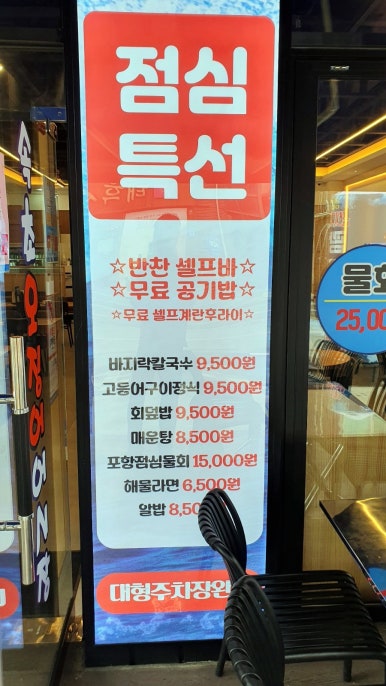 점심
특선
☆반찬 셀프바☆
☆무료 공기밥☆
☆무료 셀프계란후라이☆
바지락칼국수 9,500원
고등어구이정식 9,500원
회덮밥 9,500원
매운탕 8,500원
포항점심물회 15,000원
해물라면 6,500원
알밥 8,50
대형주차장완
물회
25,00